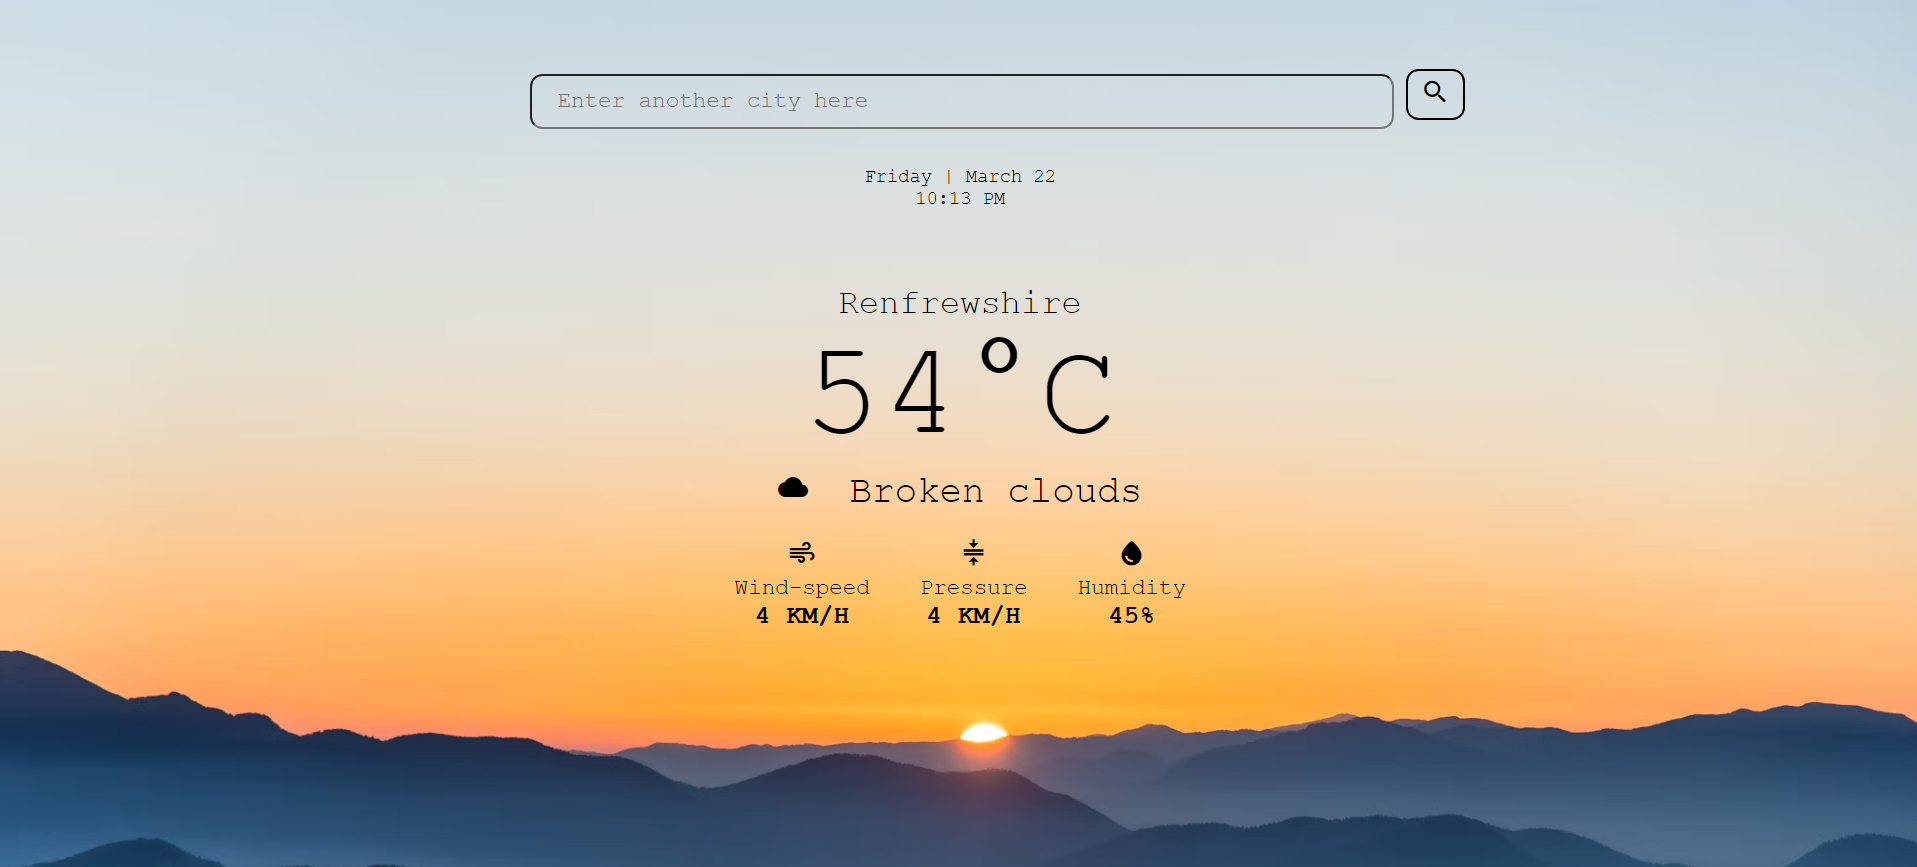 Enter another city here
Friday | March 22
10:13 PM
Renfrewshire
54°C
Broken clouds
Wind-speed Pressure Humidity
4 KM/H 4 KM/H 45%